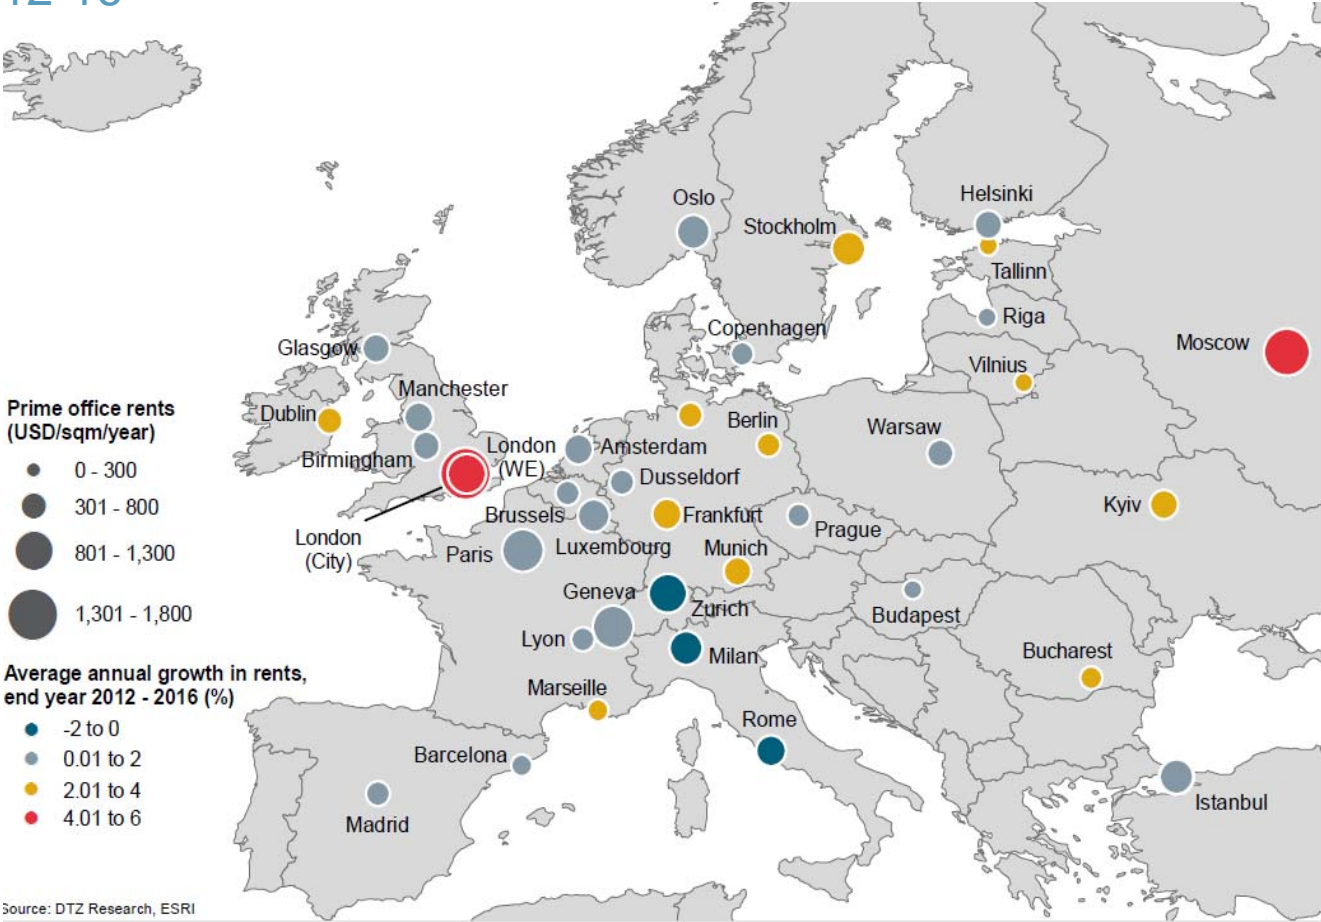 Oslo
Helsinki
Stockholm
Tallinn
Riga
Copenhagen
Moscow
Glasgow
Vilnius
Manchester
Prime office rents
(USD/sqm/year)
Dublin
Berlin
Warsaw
London
(WE)
Amsterdam
Birmingham
0 - 300
Dusseldorf
301 - 800
Kyiv
Brussels
Frankfurt
Prague
London
(City)
801 - 1,300
Paris
Luxembourg
Munich
Geneva
Zurich
1,301 - 1,800
Budapest
Lyon
Milan
Bucharest
Average annual growth in rents,
end year 2012 - 2016 (%)
Marseille
Rome
-2 to 0
0.01 to 2
Barcelona
2.01 to 4
Istanbul
4.01 to 6
Madrid
Source: DTZ Research, ESRI